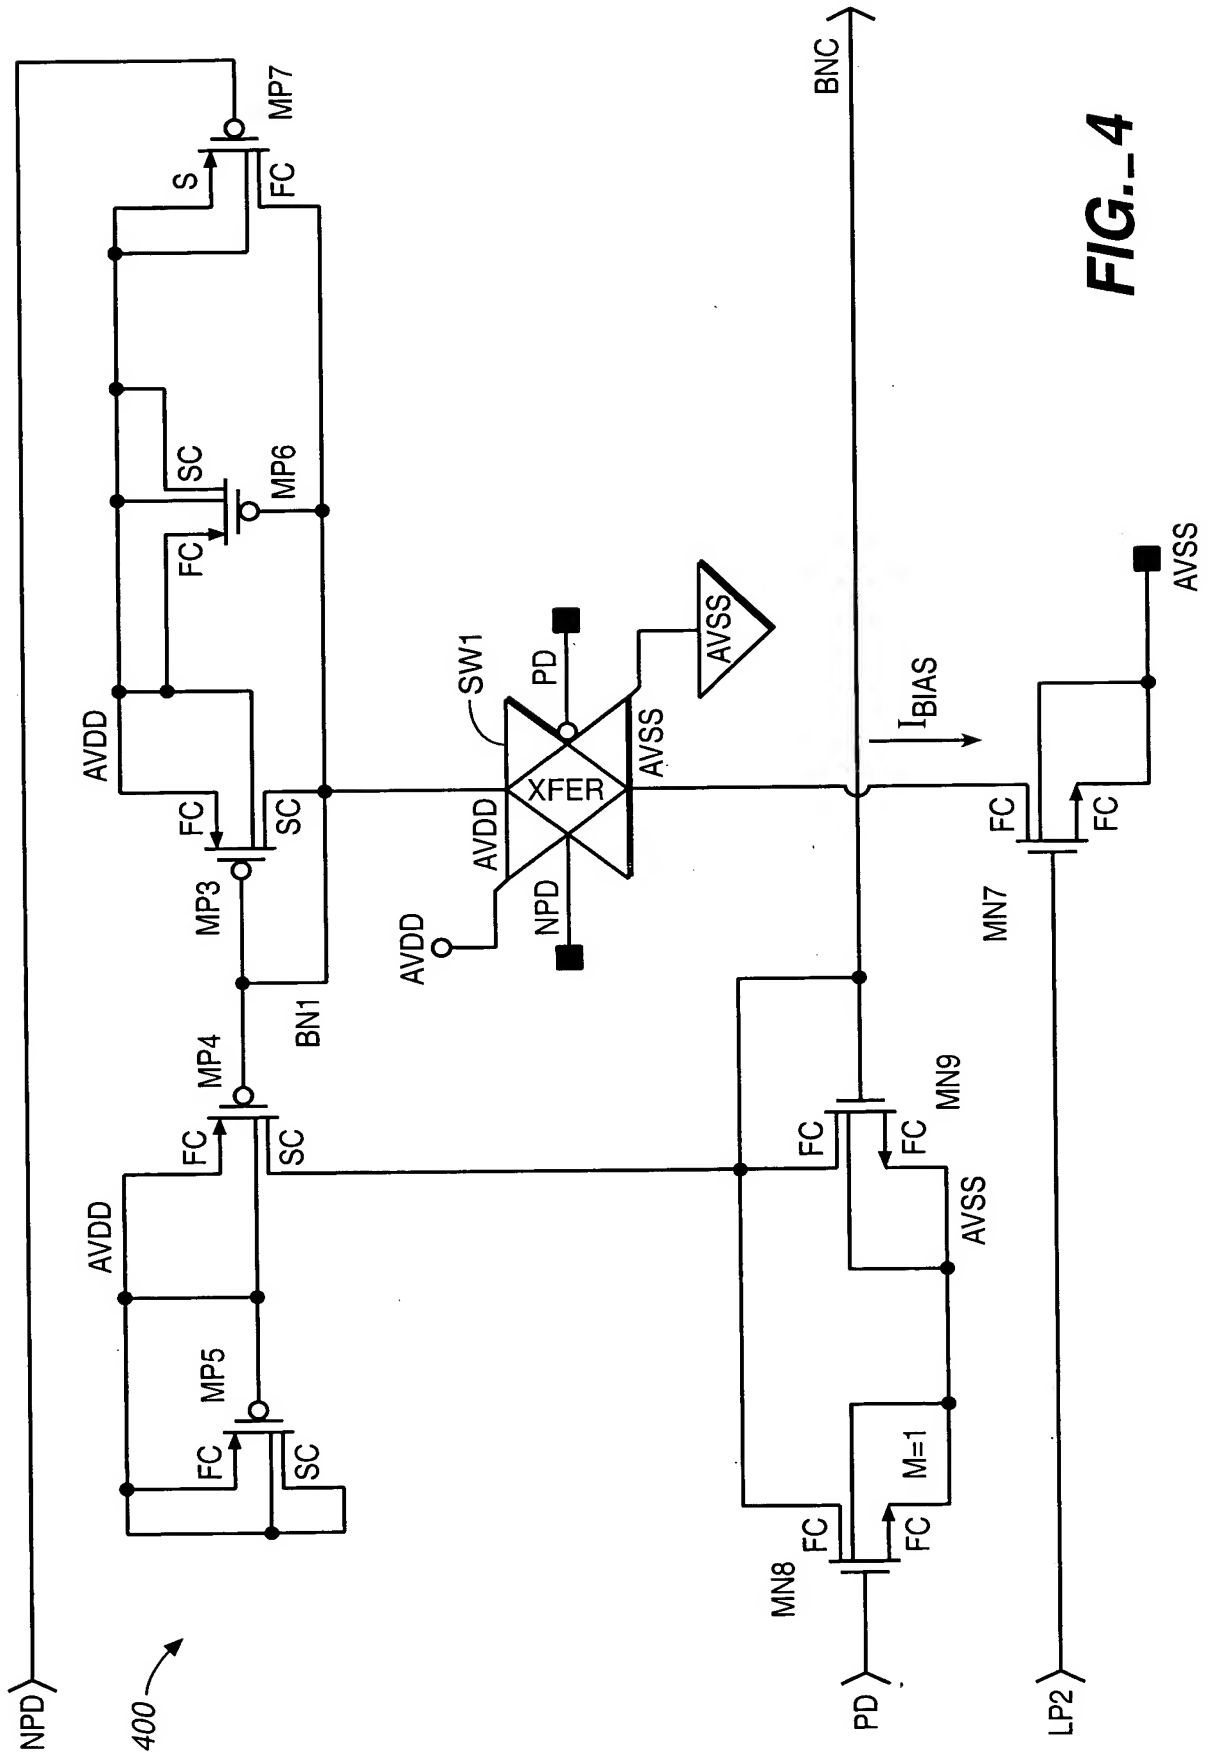 NPD
AVDD
AVDD
400
FC
MP5
FC
MP4
MP3
FC
FC
SC
S
SC
SC
BN1
SC
MP6
FC
MP7
AVDD
SW1
AVDD
NPD
PD
XFER
AVSS
AVSS
MN8
FC
FC
BNC
PD
FC
M=1
FC
MN9
IBIAS
AVSS
MN7
FC
LP2
FC
AVSS
FIG._4